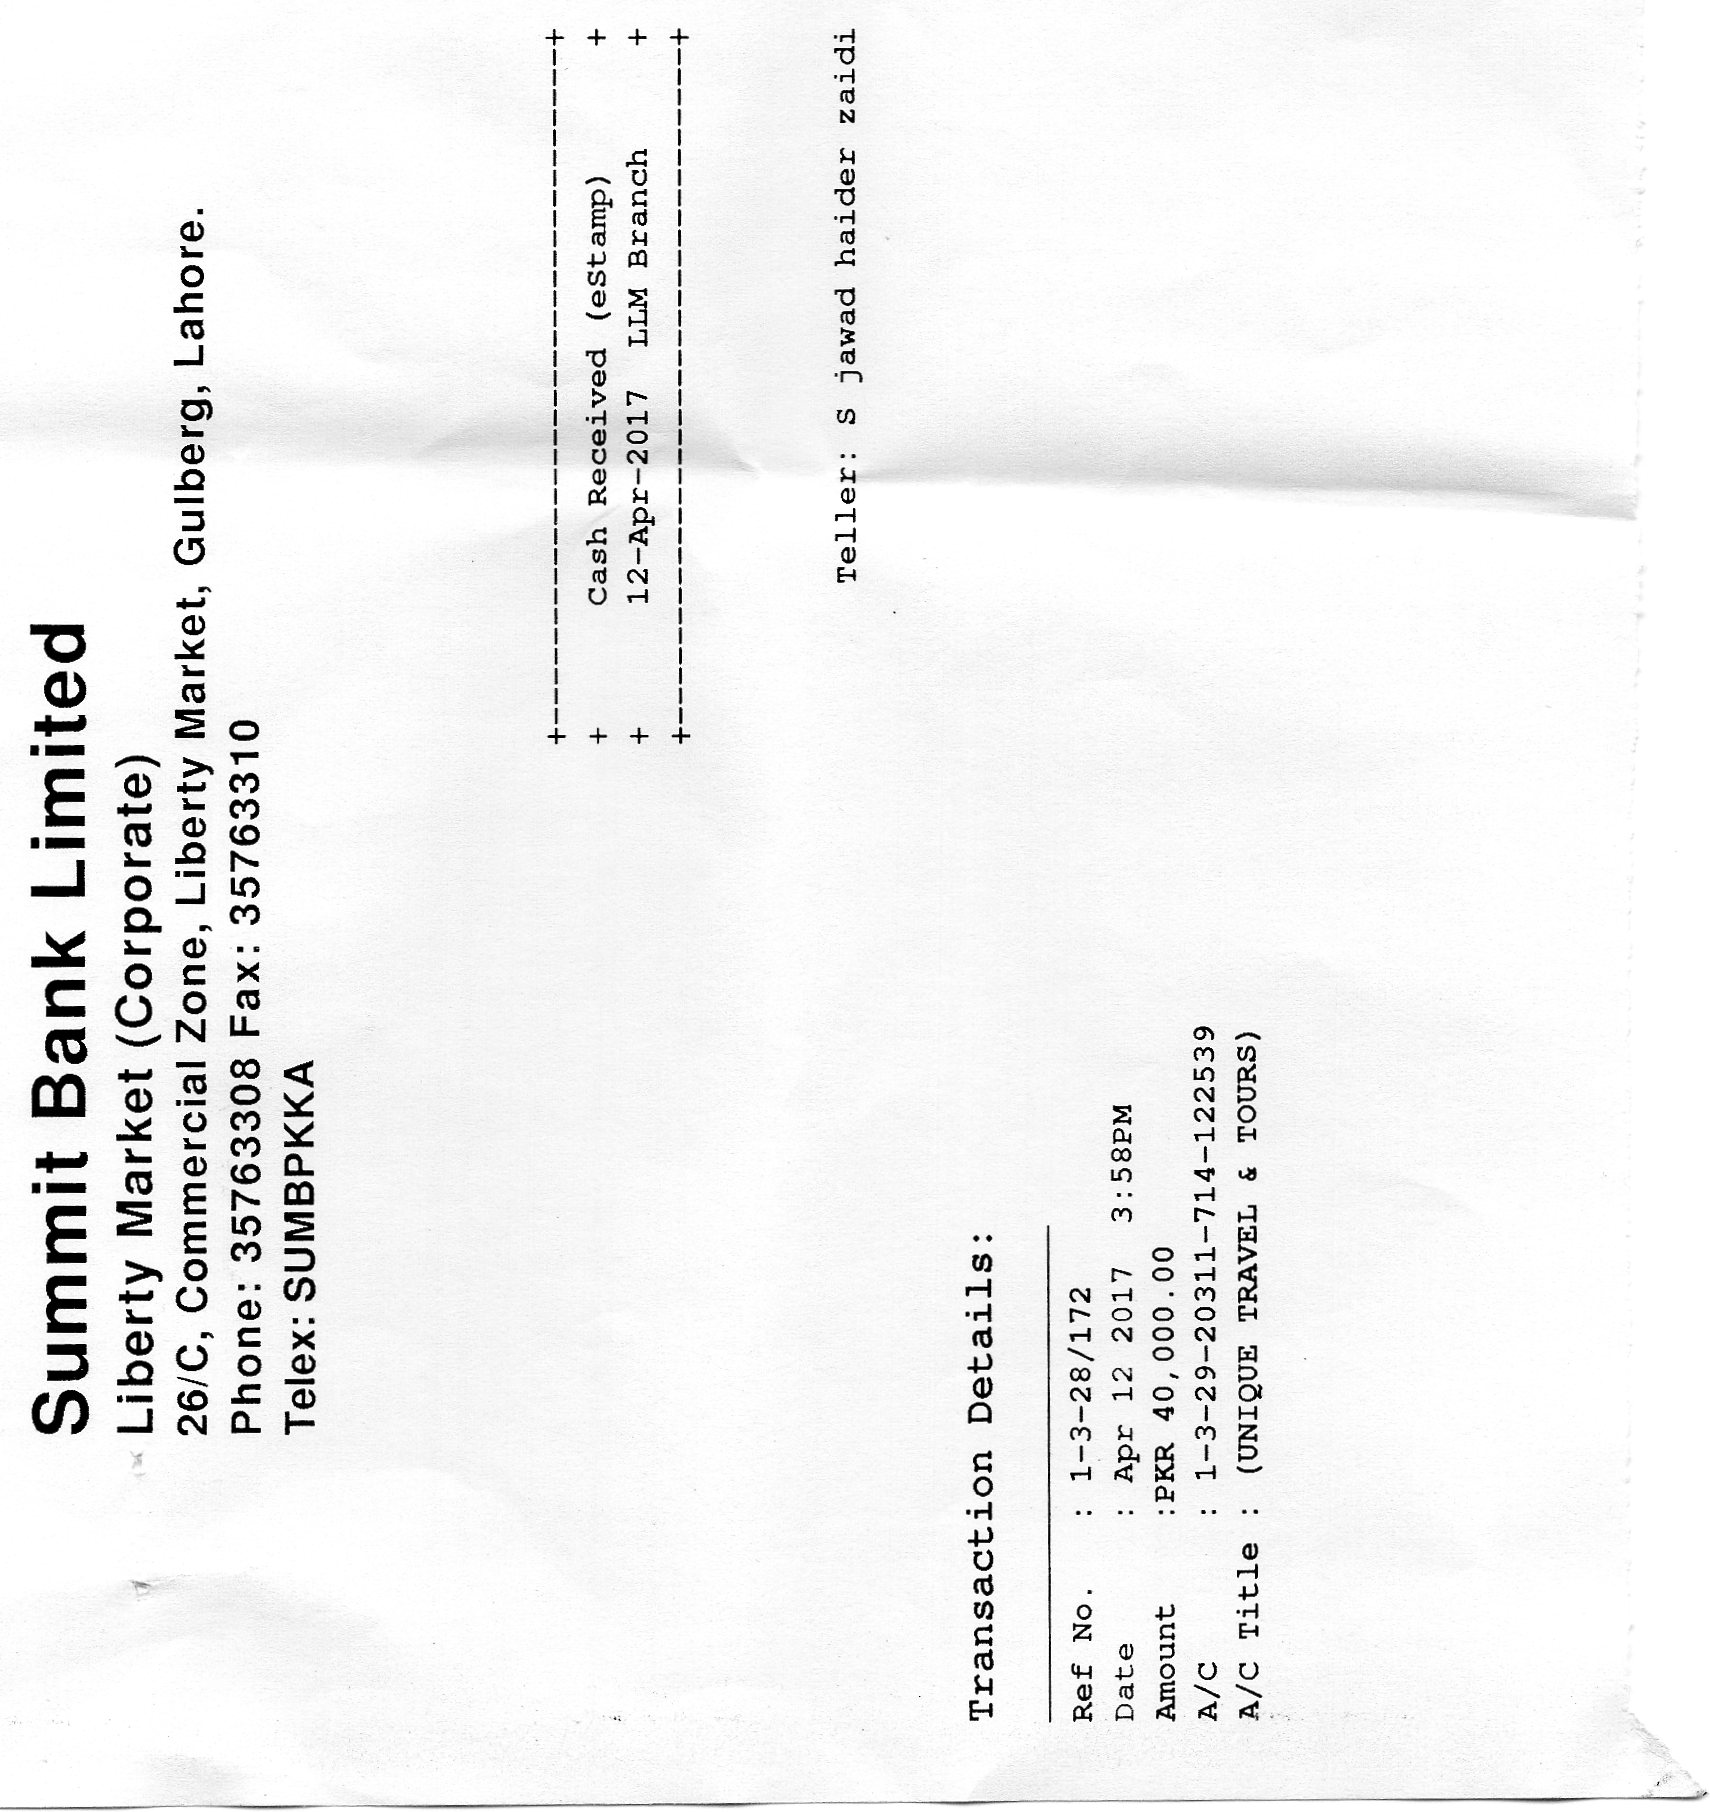 Summit Bank Limited
Liberty Market (Corporate)
26/C, Commercial Zone, Liberty Market, Gulberg, Lahore.
Phone: 35763308 Fax: 35763310
Telex: SUMBPKKA
+-----------------------------------+
+ Cash Received (eStamp) +
+ 12-Apr-2017 LLM Branch +
+-----------------------------------+
Teller: S jawad haider zaidi
Transaction Details:
Ref No. : 1-3-28/172
Date : Apr 12 2017 3:58PM
Amount :PKR 40,000.00
A/C : 1-3-29-20311-714-122539
A/C Title : (UNIQUE TRAVEL & TOURS)